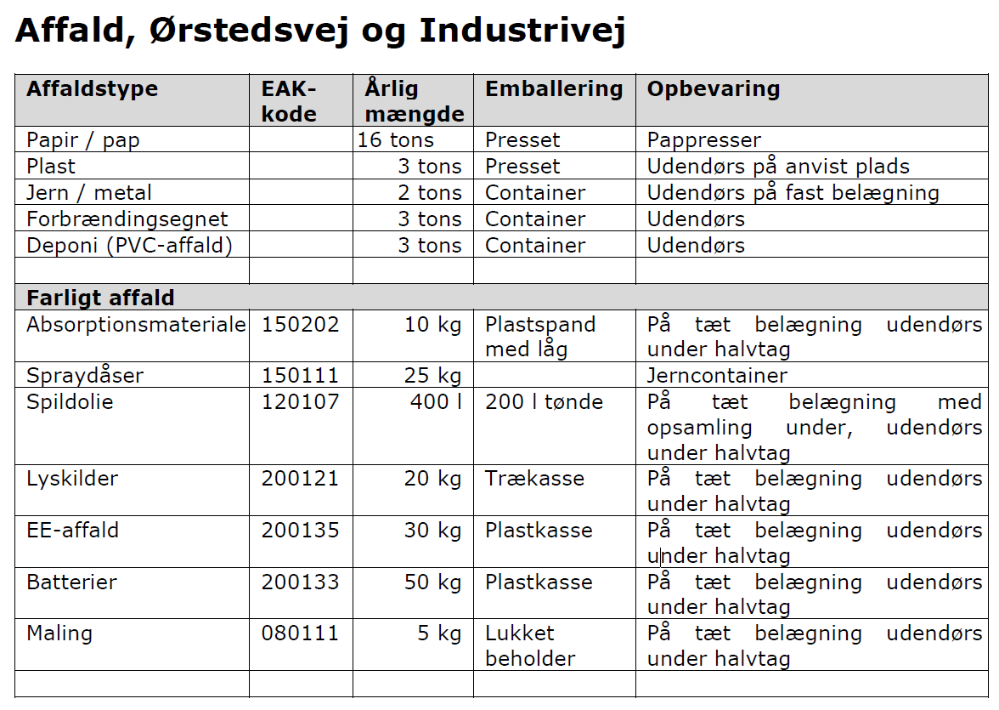 Affald, Ørstedsvej og Industrivej
Affaldstype EAK-kode Årlig mængde Emballering Opbevaring
Papir / pap 16 tons Presset Pappresser
Plast 3 tons Presset Udendørs på anvist plads
Jern / metal 2 tons Container Udendørs på fast belægning
Forbrændingsegnet 3 tons Container Udendørs
Deponi (PVC-affald) 3 tons Container Udendørs
Farligt affald
Absorptionsmateriale 150202 10 kg Plastspand med låg På tæt belægning udendørs under halvtag
Spraydåser 150111 25 kg Jerncontainer
Spildolie 120107 400 l 200 l tønde På tæt belægning med opsamling under, udendørs under halvtag
Lyskilder 200121 20 kg Trækasse På tæt belægning udendørs under halvtag
EE-affald 200135 30 kg Plastkasse På tæt belægning udendørs under halvtag
Batterier 200133 50 kg Plastkasse På tæt belægning udendørs under halvtag
Maling 080111 5 kg Lukket beholder På tæt belægning udendørs under halvtag